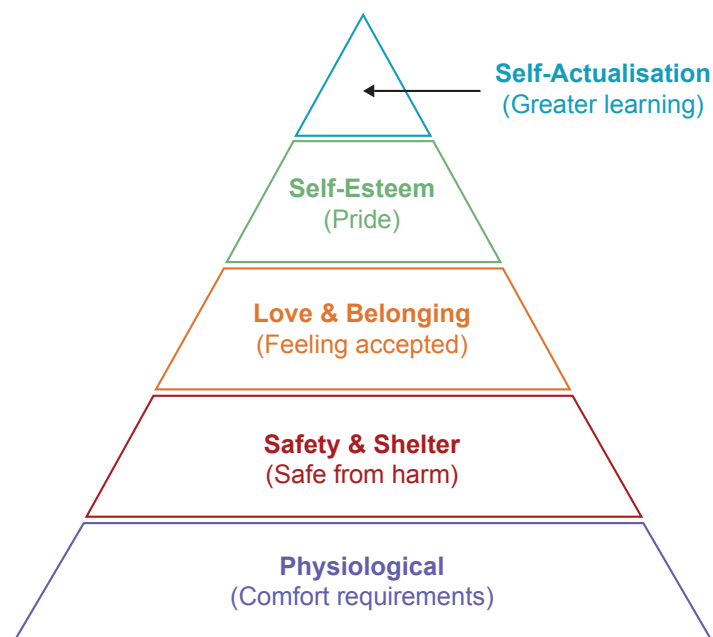 Self-Actualisation
(Greater learning)
Self-Esteem
(Pride)
Love & Belonging
(Feeling accepted)
Safety & Shelter
(Safe from harm)
Physiological
(Comfort requirements)